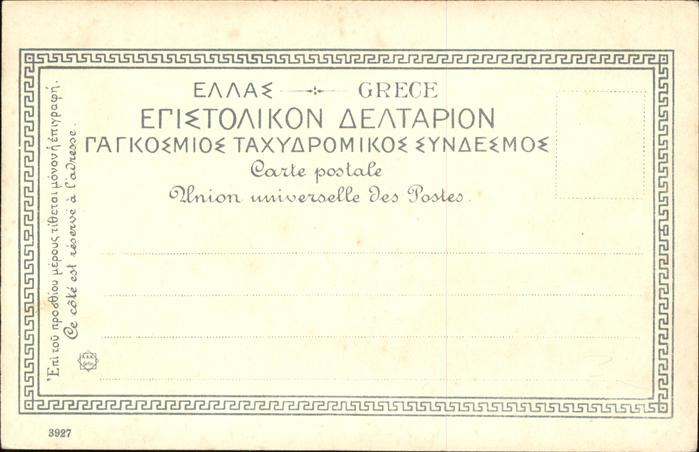 ΕΛΛΑΣ GRECE
ΕΠΙΣΤΟΛΙΚΟΝ ΔΕΛΤΑΡΙΟΝ
ΠΑΓΚΟΣΜΙΟΣ ΤΑΧΥΔΡΟΜΙΚΟΣ ΣΥΝΔΕΣΜΟΣ
Carte postale
Union universelle des Postes.
Ἐπὶ τοῦ προσθίου μέρους τίθεται μόνον ἡ ἐπιγραφή.
Ce côté est réservé à l'adresse.
3927